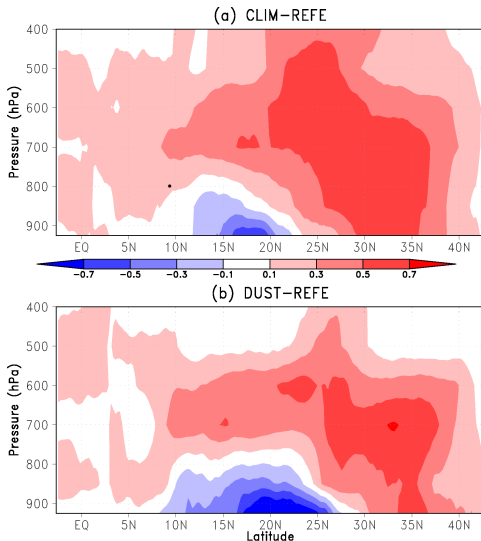 (a) CLIM-REFE
400
500
600
700
800
900
Pressure (hPa)
EQ 5N 10N 15N 20N 25N 30N 35N 40N
-0.7 -0.5 -0.3 -0.1 0.1 0.3 0.5 0.7
(b) DUST-REFE
400
500
600
700
800
900
Pressure (hPa)
EQ 5N 10N 15N 20N 25N 30N 35N 40N
Latitude